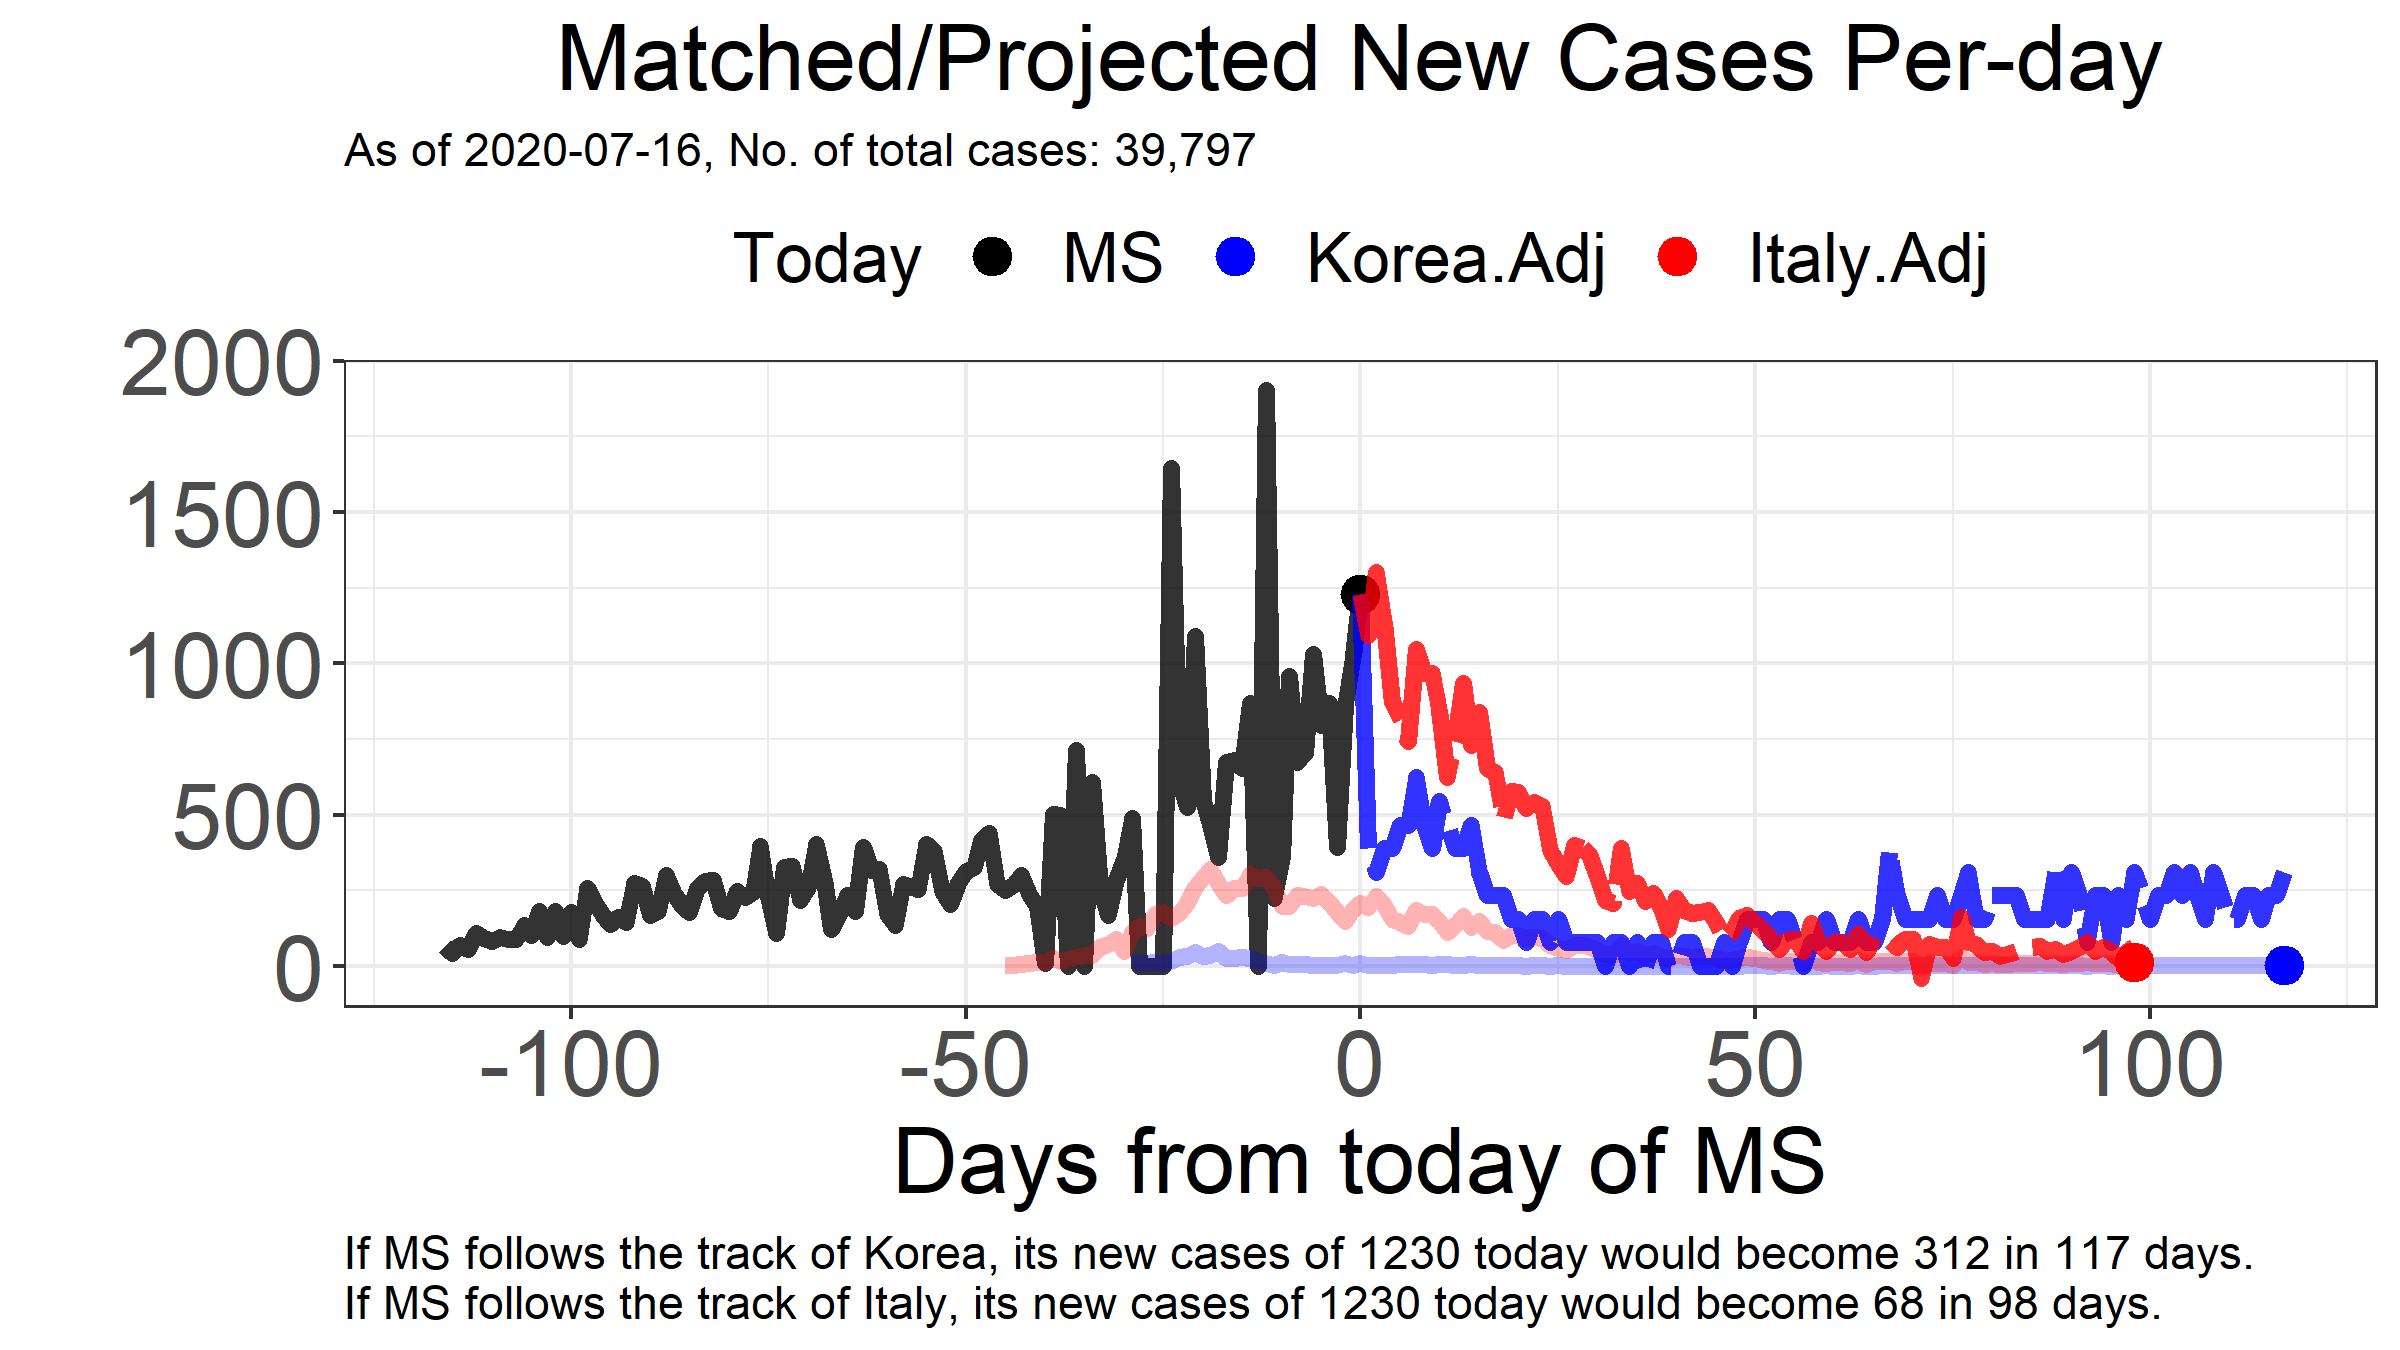 Matched/Projected New Cases Per-day
As of 2020-07-16, No. of total cases: 39,797
Today MS Korea.Adj Italy.Adj
2000
1500
1000
500
0
-100 -50 0 50 100
Days from today of MS
If MS follows the track of Korea, its new cases of 1230 today would become 312 in 117 days.
If MS follows the track of Italy, its new cases of 1230 today would become 68 in 98 days.